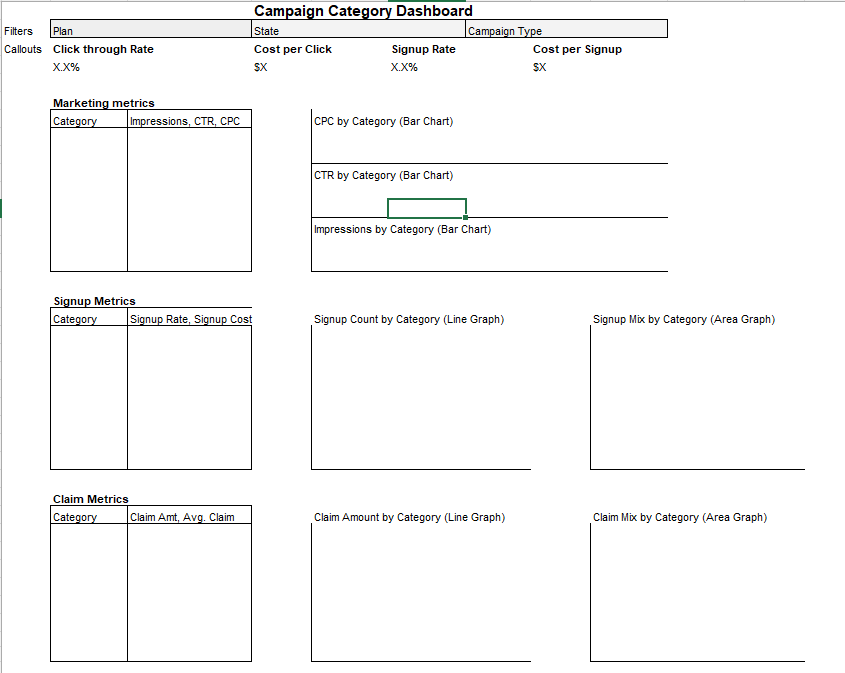 Campaign Category Dashboard
Filters Plan State Campaign Type
Callouts Click through Rate Cost per Click Signup Rate Cost per Signup
X.X% $X X.X% $X
Marketing metrics
Category Impressions, CTR, CPC
CPC by Category (Bar Chart)
CTR by Category (Bar Chart)
Impressions by Category (Bar Chart)
Signup Metrics
Category Signup Rate, Signup Cost
Signup Count by Category (Line Graph)
Signup Mix by Category (Area Graph)
Claim Metrics
Category Claim Amt, Avg. Claim
Claim Amount by Category (Line Graph)
Claim Mix by Category (Area Graph)